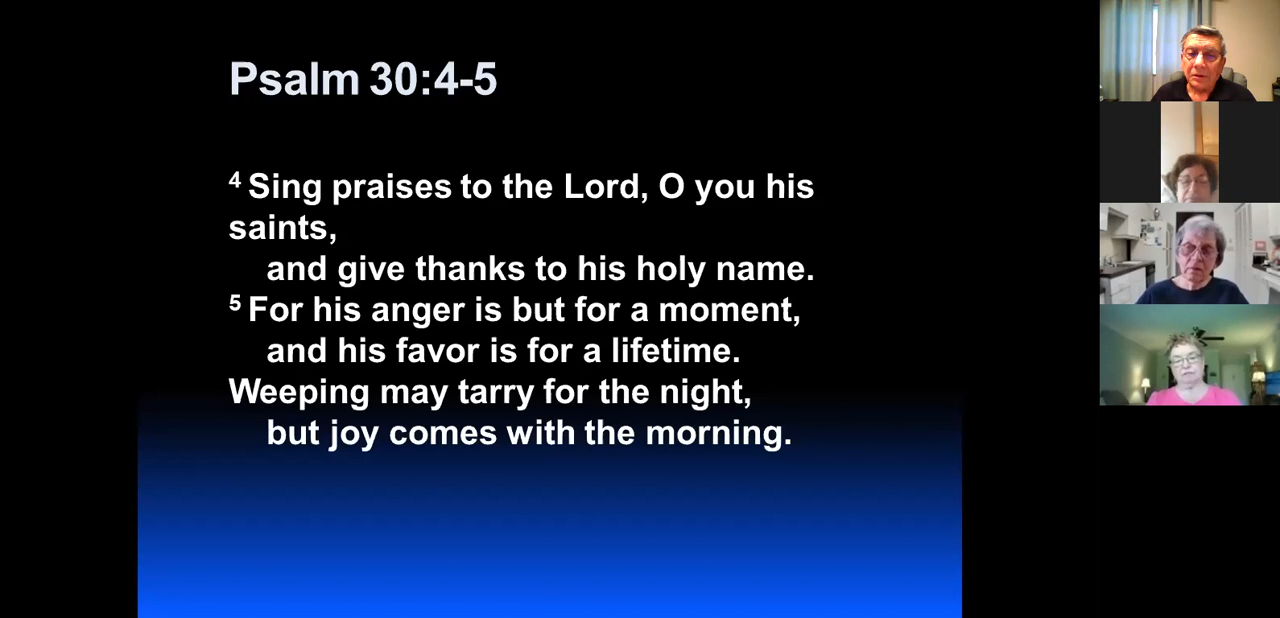 Psalm 30:4-5
4 Sing praises to the Lord, O you his
saints,
and give thanks to his holy name.
5 For his anger is but for a moment,
and his favor is for a lifetime.
Weeping may tarry for the night,
but joy comes with the morning.